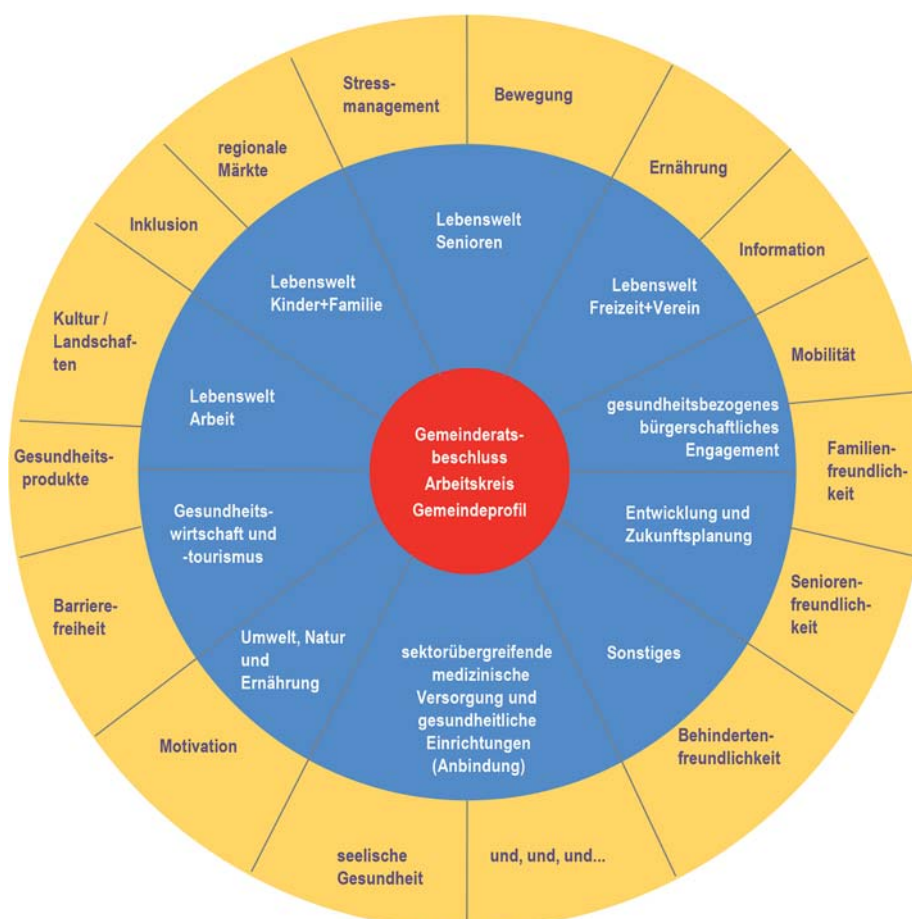 Stress-
management
Bewegung
Ernährung
Information
Mobilität
Familien-
freundlich-
keit
Senioren-
freundlich-
keit
Behinderten-
freundlichkeit
und, und, und...
seelische
Gesundheit
Motivation
Barriere-
freiheit
Gesundheits-
produkte
Kultur /
Landschaf-
ten
Inklusion
regionale
Märkte
Lebenswelt
Senioren
Lebenswelt
Freizeit+Verein
gesundheitsbezogenes
bürgerschaftliches
Engagement
Entwicklung und
Zukunftsplanung
Sonstiges
sektorübergreifende
medizinische
Versorgung und
gesundheitliche
Einrichtungen
(Anbindung)
Umwelt, Natur
und
Ernährung
Gesundheits-
wirtschaft und
-tourismus
Lebenswelt
Arbeit
Lebenswelt
Kinder+Familie
Gemeinderats-
beschluss
Arbeitskreis
Gemeindeprofil